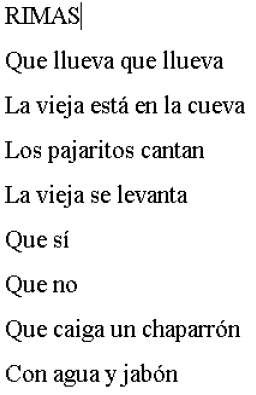 RIMAS
Que llueva que llueva
La vieja está en la cueva
Los pajaritos cantan
La vieja se levanta
Que sí
Que no
Que caiga un chaparrón
Con agua y jabón